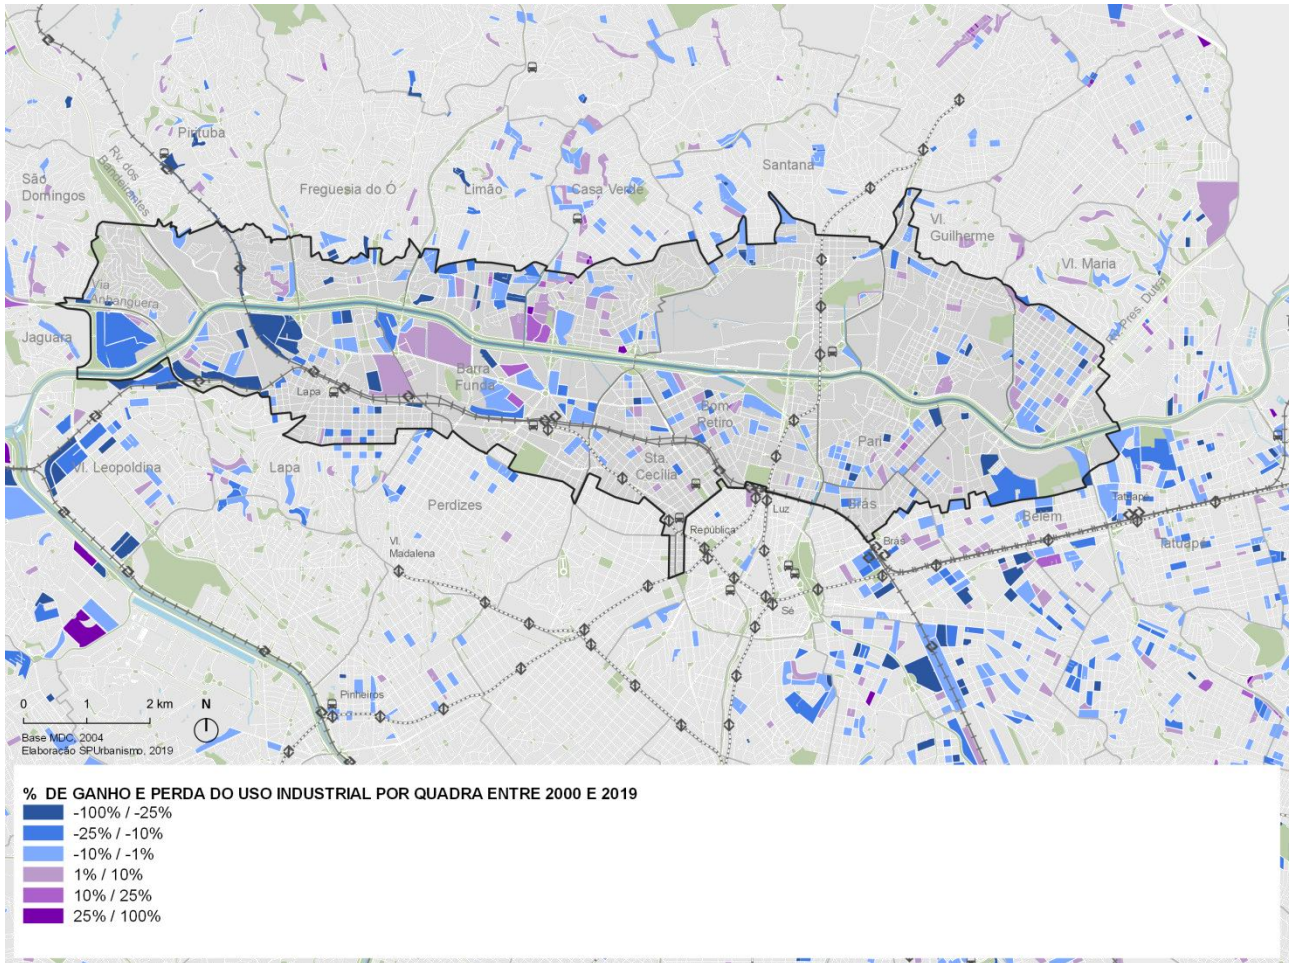 Pirituba
Rv. dos
Bandeirantes
São
Domingos
Freguesia do Ó
Limão
Casa Verde
Santana
Vl.
Guilherme
Vl. Maria
Rv. Pres. Dutra
Via
Anhanguera
Jaguara
Lapa
Barra
Funda
Bom
Retiro
Pari
Sta.
Cecília
Vl. Leopoldina
Lapa
Perdizes
Luz
Brás
Belém
Tatuapé
Tatuapé
República
Brás
Vl.
Madalena
Sé
Pinheiros
0 1 2 km
N
Base MDC, 2004
Elaboração SPUrbanismo, 2019
% DE GANHO E PERDA DO USO INDUSTRIAL POR QUADRA ENTRE 2000 E 2019
-100% / -25%
-25% / -10%
-10% / -1%
1% / 10%
10% / 25%
25% / 100%